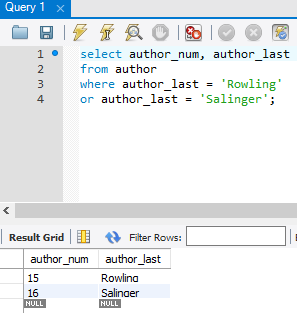 Query 1
1 select author_num, author_last
2 from author
3 where author_last = 'Rowling'
4 or author_last = 'Salinger';
Result Grid Filter Rows:
author_num author_last
15 Rowling
16 Salinger
NULL NULL